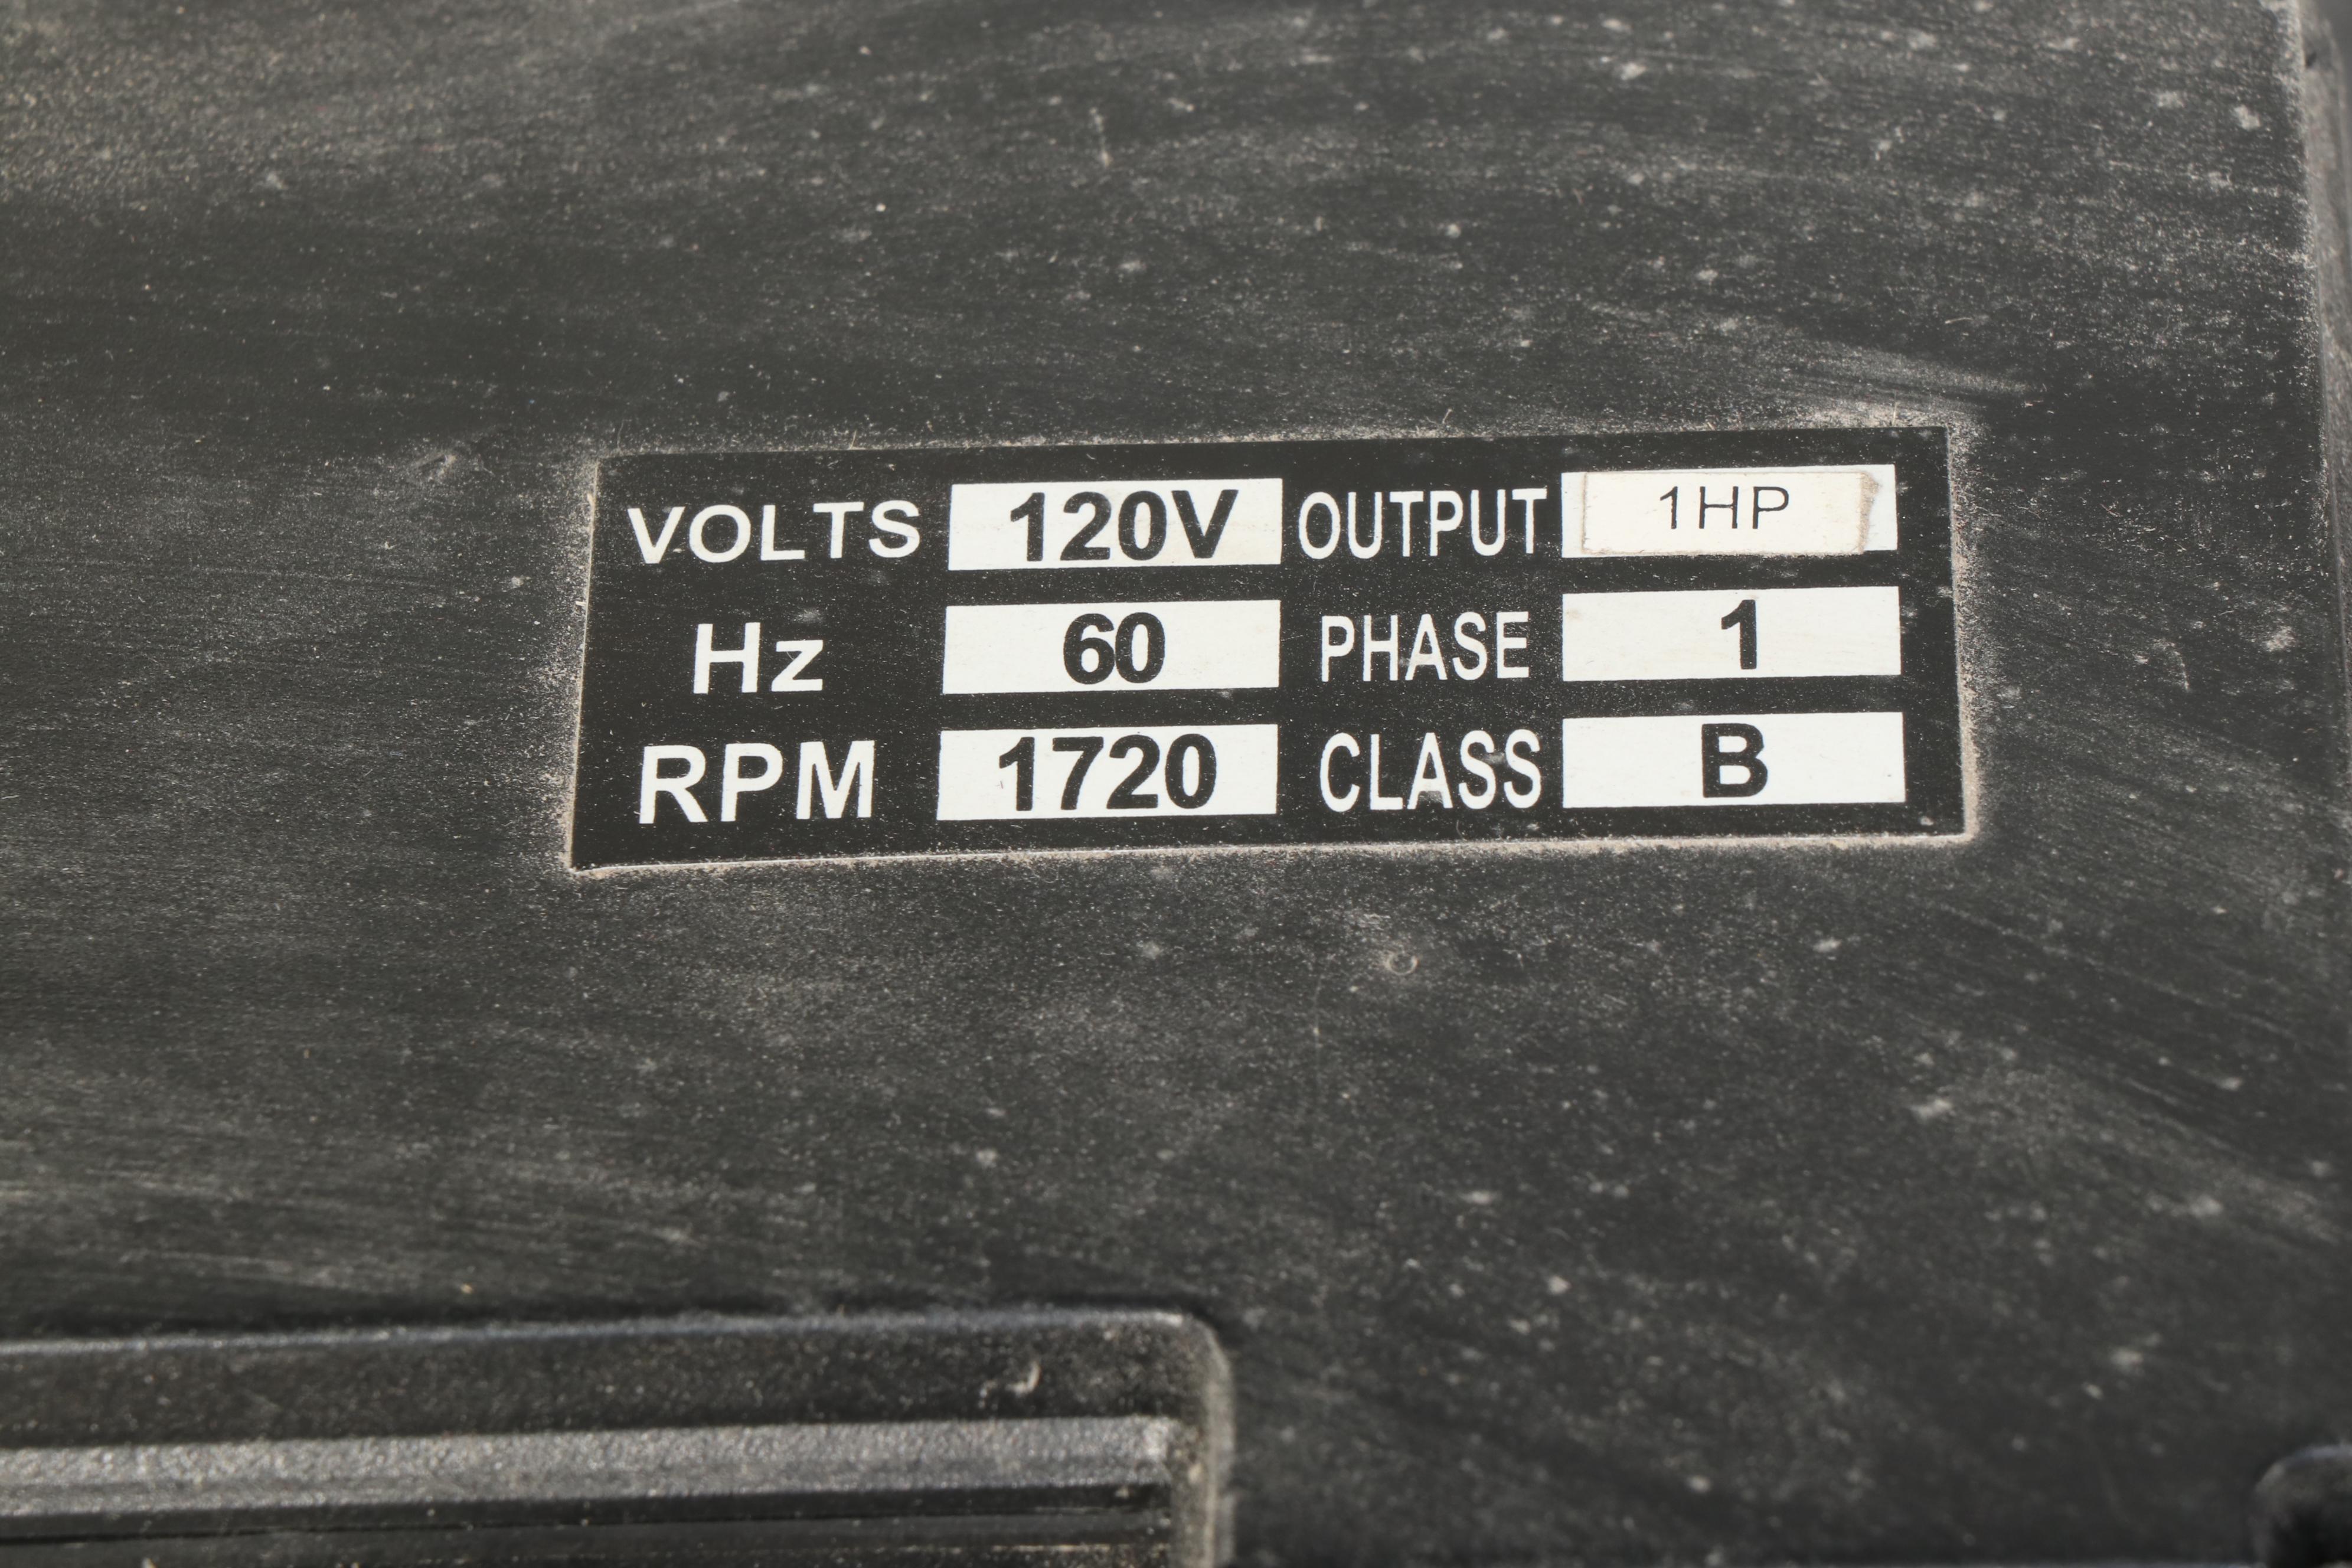 VOLTS 120V OUTPUT 1HP
Hz 60 PHASE 1
RPM 1720 CLASS B